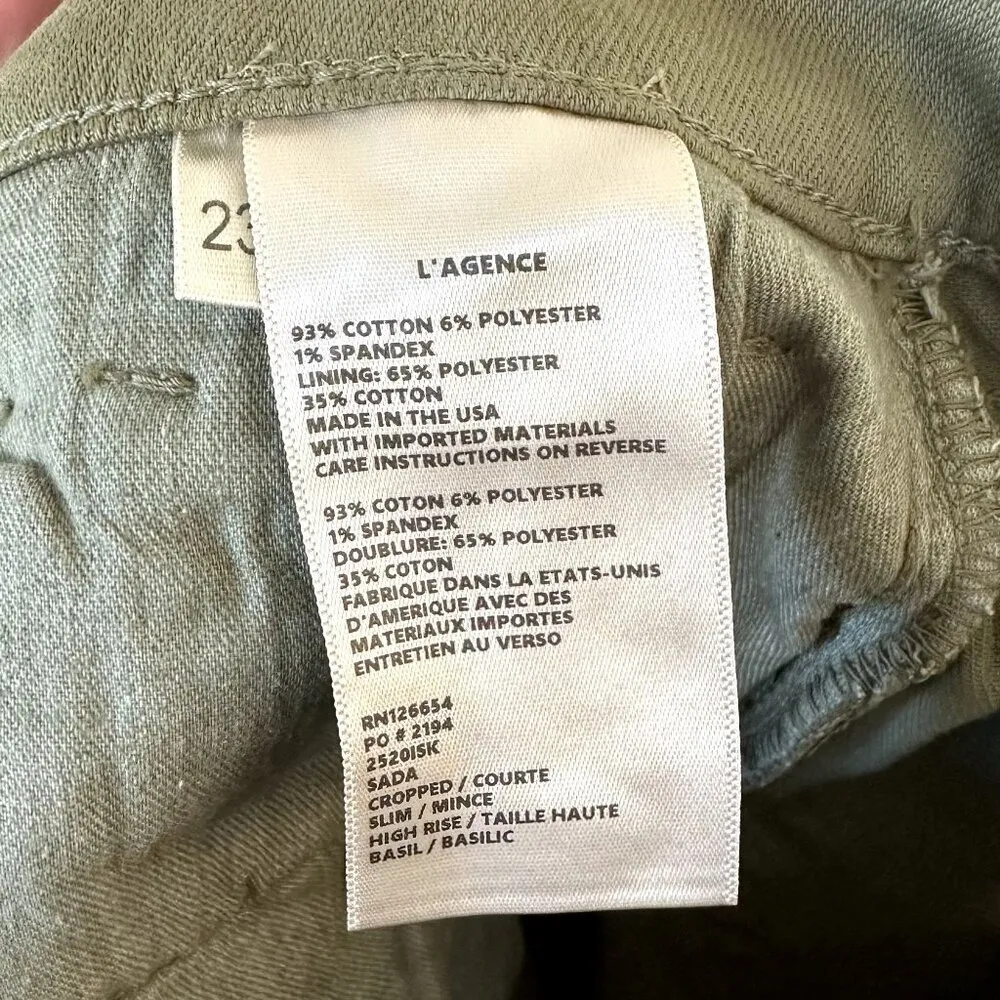 23
L'AGENCE
93% COTTON 6% POLYESTER
1% SPANDEX
LINING: 65% POLYESTER
35% COTTON
MADE IN THE USA
WITH IMPORTED MATERIALS
CARE INSTRUCTIONS ON REVERSE
93% COTON 6% POLYESTER
1% SPANDEX
DOUBLURE: 65% POLYESTER
35% COTON
FABRIQUE DANS LA ETATS-UNIS
D'AMERIQUE AVEC DES
MATERIAUX IMPORTES
ENTRETIEN AU VERSO
RN126654
PO # 2194
2520ISK
SADA
CROPPED / COURTE
SLIM / MINCE
HIGH RISE / TAILLE HAUTE
BASIL / BASILIC